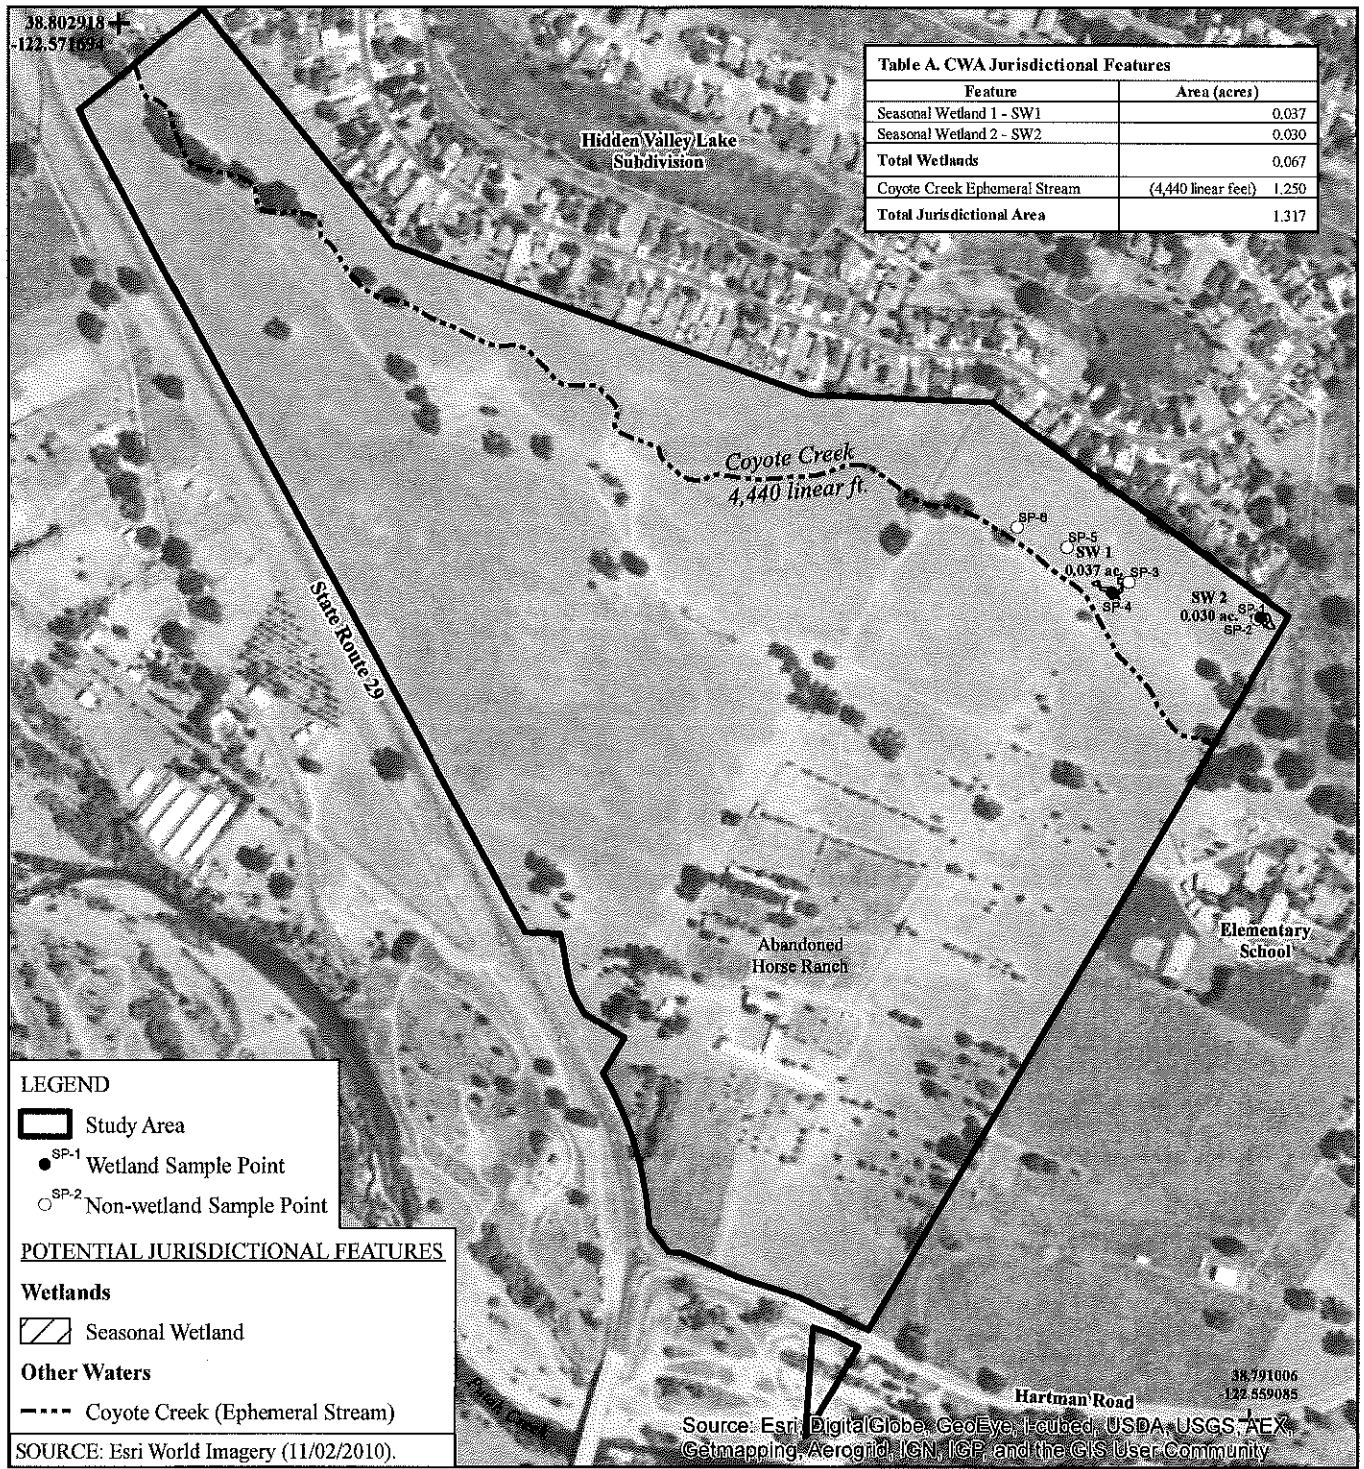 38.802918
-122.571694
Table A. CWA Jurisdictional Features
Feature Area (acres)
Seasonal Wetland 1 - SW1 0.037
Seasonal Wetland 2 - SW2 0.030
Total Wetlands 0.067
Coyote Creek Ephemeral Stream (4,440 linear feet) 1.250
Total Jurisdictional Area 1.317
Hidden Valley Lake
Subdivision
Coyote Creek
4,440 linear ft.
SP-6
SP-5
SW 1
0.037 ac.
SP-3
SP-4
SW 2
0.030 ac.
SP-1
SP-2
State Route 29
Elementary
School
Abandoned
Horse Ranch
LEGEND
Study Area
SP-1 Wetland Sample Point
SP-2 Non-wetland Sample Point
POTENTIAL JURISDICTIONAL FEATURES
Wetlands
Seasonal Wetland
Other Waters
Coyote Creek (Ephemeral Stream)
SOURCE: Esri World Imagery (11/02/2010).
Creek
Hartman Road
38.791006
-122.559085
Source: Esri, DigitalGlobe, GeoEye, i-cubed, USDA, USGS, AEX,
Getmapping, Aerogrid, IGN, IGP, and the GIS User Community